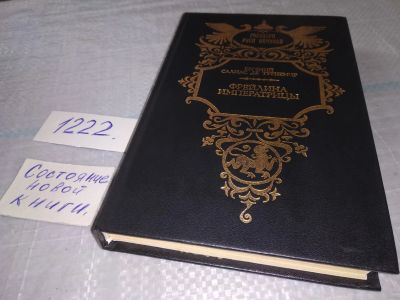 1222.
Состояние
новой
книги.
ЕВГЕНИЙ
САЛИАС ДЕ ТУРНЕМИР
ФРЕЙЛИНА
ИМПЕРАТРИЦЫ